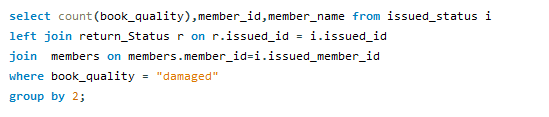 select count(book_quality),member_id,member_name from issued_status i
left join return_Status r on r.issued_id = i.issued_id
join  members on members.member_id=i.issued_member_id
where book_quality = "damaged"
group by 2;